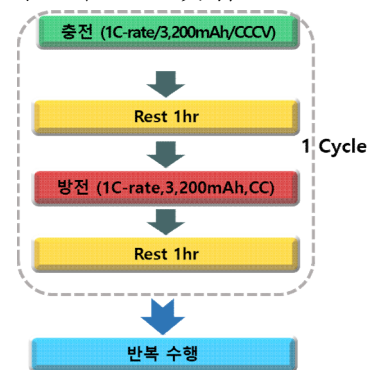 충전 (1C-rate/3,200mAh/CCCV)
Rest 1hr
1 Cycle
방전 (1C-rate,3,200mAh,CC)
Rest 1hr
반복 수행